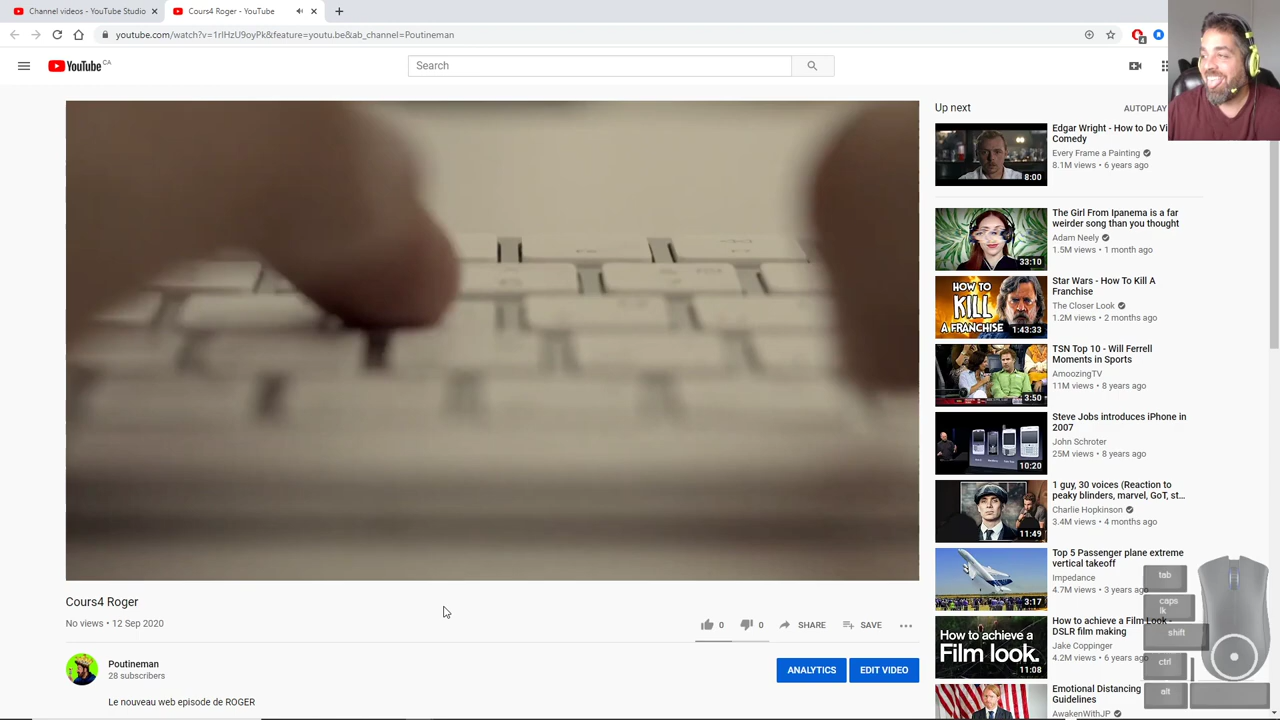 Channel videos - YouTube Studio
Cours4 Roger - YouTube
youtube.com/watch?v=1rIHzU9oyPk&feature=youtu.be&ab_channel=Poutineman
YouTube CA
Search
Up next
AUTOPLAY
Edgar Wright - How to Do Vi
Comedy
Every Frame a Painting
8.1M views • 6 years ago
8:00
The Girl From Ipanema is a far
weirder song than you thought
Adam Neely
1.5M views • 1 month ago
33:10
Star Wars - How To Kill A
Franchise
The Closer Look
1.2M views • 2 months ago
HOW TO
KILL
A FRANCHISE
1:43:33
TSN Top 10 - Will Ferrell
Moments in Sports
AmoozingTV
11M views • 8 years ago
3:50
Steve Jobs introduces iPhone in
2007
John Schroter
25M views • 8 years ago
10:20
1 guy, 30 voices (Reaction to
peaky blinders, marvel, GoT, st...
Charlie Hopkinson
3.4M views • 4 months ago
11:49
Top 5 Passenger plane extreme
vertical takeoff
Impedance
4.7M views • 3 years ago
3:17
How to achieve a Film Look -
DSLR film making
Jake Coppinger
4.2M views • 6 years ago
How to achieve a
Film look.
11:08
Emotional Distancing
Guidelines
AwakenWithJP
Cours4 Roger
No views • 12 Sep 2020
0
0
SHARE
SAVE
Poutineman
28 subscribers
ANALYTICS
EDIT VIDEO
Le nouveau web episode de ROGER
tab
caps
lk
shift
ctrl
alt